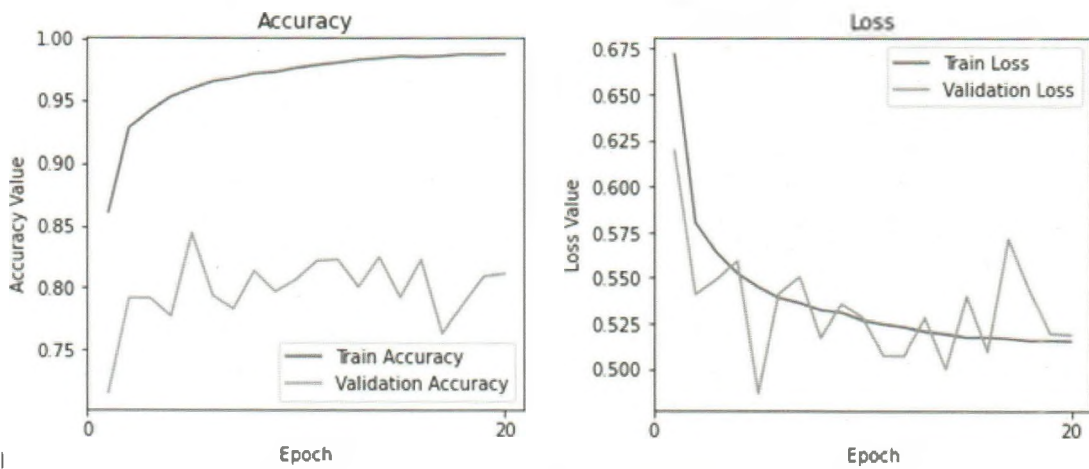 Accuracy
1.00
0.95
0.90
0.85
0.80
0.75
Accuracy Value
Train Accuracy
Validation Accuracy
0
20
Epoch
Loss
0.675
0.650
0.625
0.600
0.575
0.550
0.525
0.500
Loss Value
Train Loss
Validation Loss
0
20
Epoch